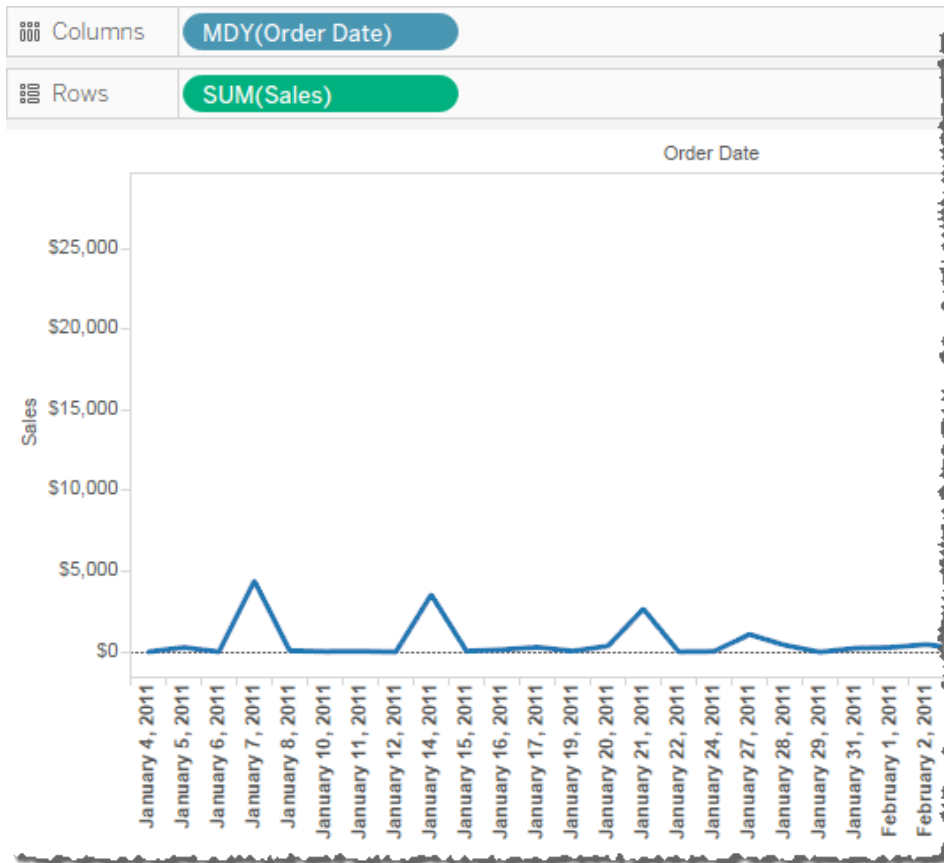 Columns MDY(Order Date)
Rows SUM(Sales)
Order Date
$25,000
$20,000
$15,000
$10,000
$5,000
$0
Sales
January 4, 2011
January 5, 2011
January 6, 2011
January 7, 2011
January 8, 2011
January 10, 2011
January 11, 2011
January 12, 2011
January 14, 2011
January 15, 2011
January 16, 2011
January 17, 2011
January 19, 2011
January 20, 2011
January 21, 2011
January 22, 2011
January 24, 2011
January 27, 2011
January 28, 2011
January 29, 2011
January 31, 2011
February 1, 2011
February 2, 2011